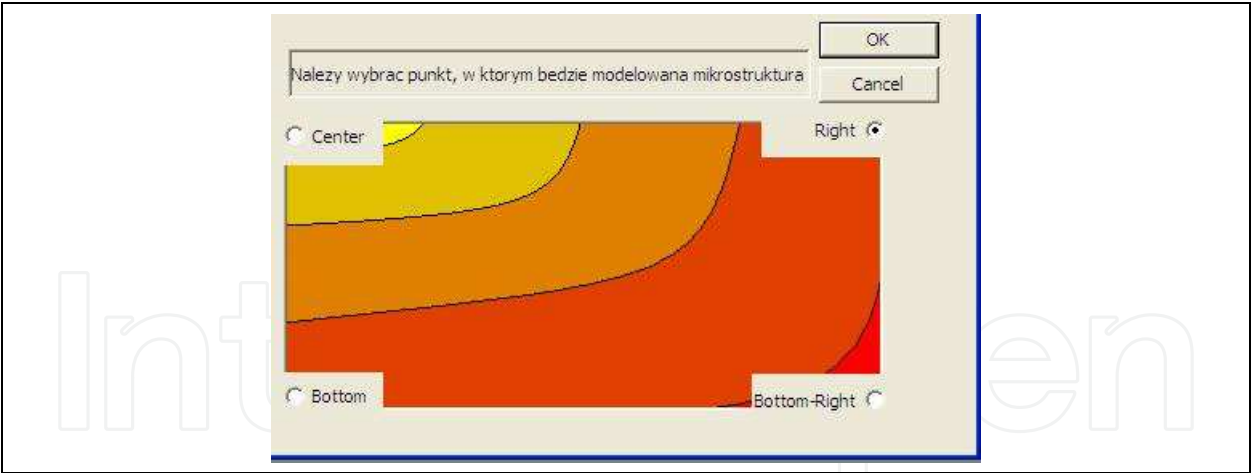 OK
Nalezy wybrac punkt, w ktorym bedzie modelowana mikrostruktura
Cancel
Center
Right
Bottom
Bottom-Right